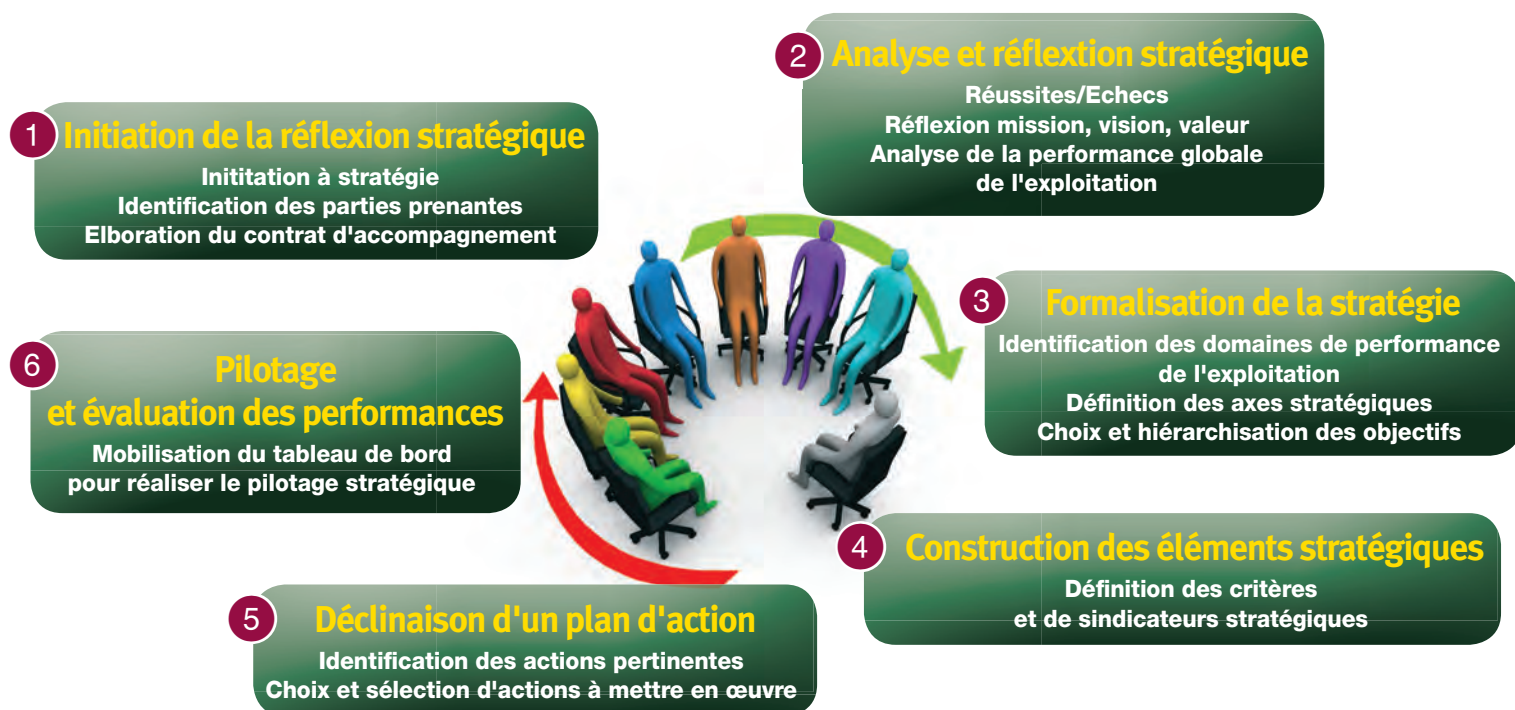 1
Initiation de la réflexion stratégique
Inititation à stratégie
Identification des parties prenantes
Elboration du contrat d'accompagnement
2
Analyse et réflextion stratégique
Réussites/Echecs
Réflexion mission, vision, valeur
Analyse de la performance globale
de l'exploitation
3
Formalisation de la stratégie
Identification des domaines de performance
de l'exploitation
Définition des axes stratégiques
Choix et hiérarchisation des objectifs
4
Construction des éléments stratégiques
Définition des critères
et de sindicateurs stratégiques
5
Déclinaison d'un plan d'action
Identification des actions pertinentes
Choix et sélection d'actions à mettre en œuvre
6
Pilotage
et évaluation des performances
Mobilisation du tableau de bord
pour réaliser le pilotage stratégique